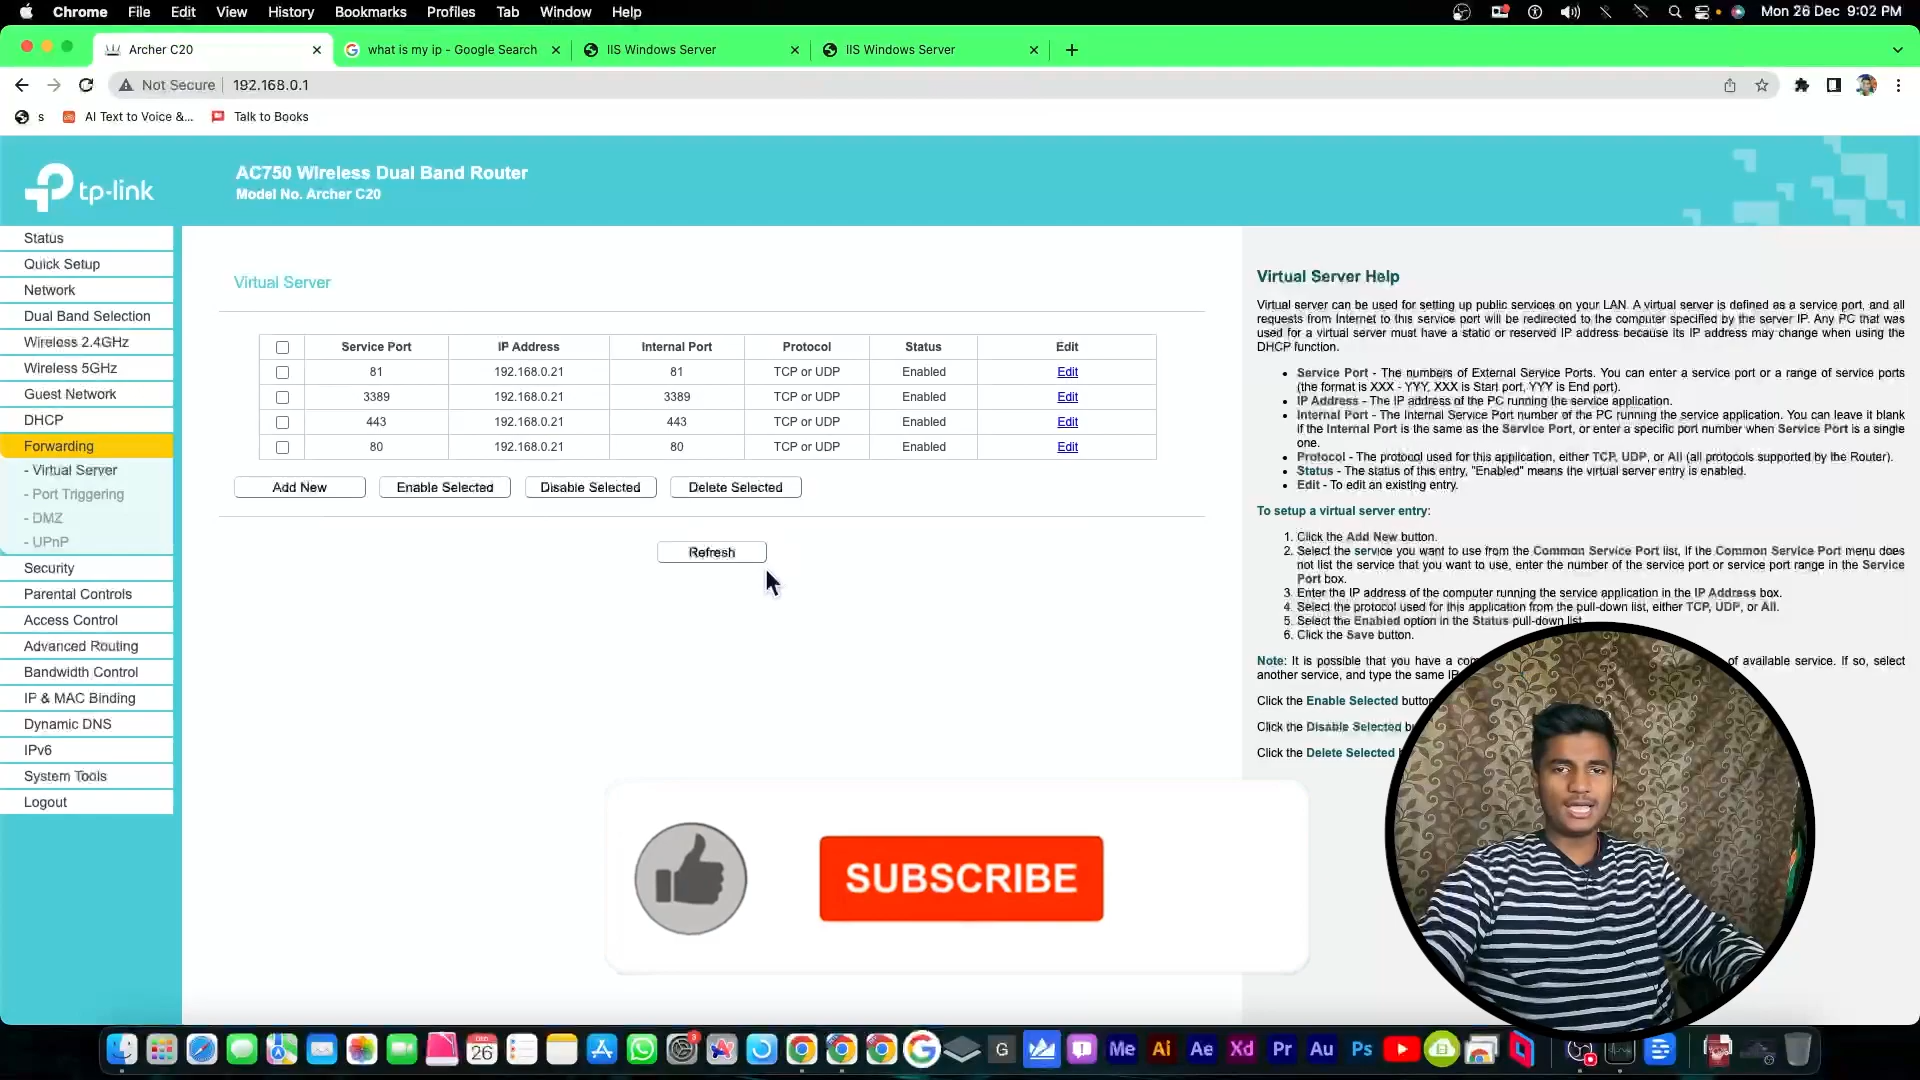 Chrome File Edit View History Bookmarks Profiles Tab Window Help Mon 26 Dec 9:02 PM
Archer C20 what is my ip - Google Search IIS Windows Server IIS Windows Server
Not Secure 192.168.0.1
s AI Text to Voice &... Talk to Books
tp-link
AC750 Wireless Dual Band Router
Model No. Archer C20
Status
Quick Setup
Network
Dual Band Selection
Wireless 2.4GHz
Wireless 5GHz
Guest Network
DHCP
Forwarding
- Virtual Server
- Port Triggering
- DMZ
- UPnP
Security
Parental Controls
Access Control
Advanced Routing
Bandwidth Control
IP & MAC Binding
Dynamic DNS
IPv6
System Tools
Logout
Virtual Server
Service Port IP Address Internal Port Protocol Status Edit
81 192.168.0.21 81 TCP or UDP Enabled Edit
3389 192.168.0.21 3389 TCP or UDP Enabled Edit
443 192.168.0.21 443 TCP or UDP Enabled Edit
80 192.168.0.21 80 TCP or UDP Enabled Edit
Add New Enable Selected Disable Selected Delete Selected
Refresh
Virtual Server Help
Virtual server can be used for setting up public services on your LAN. A virtual server is defined as a service port, and all
requests from Internet to this service port will be redirected to the computer specified by the server IP. Any PC that was
used for a virtual server must have a static or reserved IP address because its IP address may change when using the
DHCP function.
• Service Port - The numbers of External Service Ports. You can enter a service port or a range of service ports
(the format is XXX - YYY, XXX is Start port, YYY is End port).
• IP Address - The IP address of the PC running the service application.
• Internal Port - The Internal Service Port number of the PC running the service application. You can leave it blank
if the Internal Port is the same as the Service Port, or enter a specific port number when Service Port is a single
one.
• Protocol - The protocol used for this application, either TCP, UDP, or All (all protocols supported by the Router).
• Status - The status of this entry, "Enabled" means the virtual server entry is enabled.
• Edit - To edit an existing entry.
To setup a virtual server entry:
1. Click the Add New button.
2. Select the service you want to use from the Common Service Port list, if the Common Service Port menu does
not list the service that you want to use, enter the number of the service port or service port range in the Service
Port box.
3. Enter the IP address of the computer running the service application in the IP Address box.
4. Select the protocol used for this application from the pull-down list, either TCP, UDP, or All.
5. Select the Enabled option in the Status pull-down list.
6. Click the Save button.
Note: It is possible that you have a of available service. If so, select
another service, and type the same
Click the Enable Selected button
Click the Disable Selected
Click the Delete Selected
SUBSCRIBE
DEC 26 3 G Me Ai Ae Xd Pr Au Ps